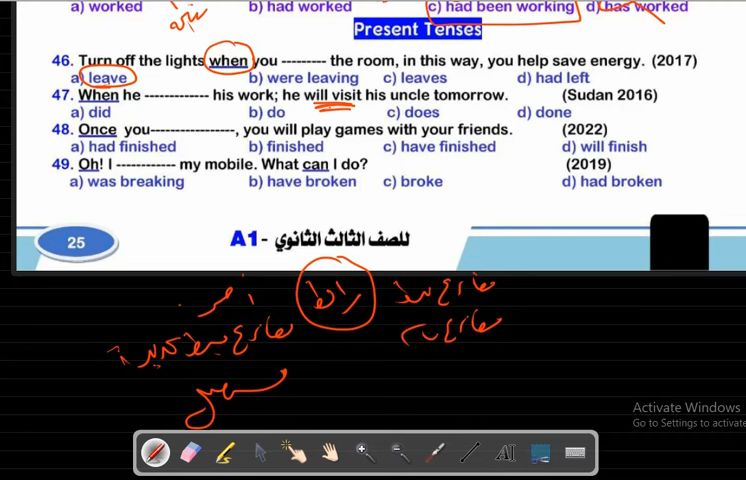 a) worked b) had worked c) had been working d) has worked
Present Tenses
46. Turn off the lights when you --------- the room, in this way, you help save energy. (2017)
a) leave b) were leaving c) leaves d) had left
47. When he ------------- his work; he will visit his uncle tomorrow. (Sudan 2016)
a) did b) do c) does d) done
48. Once you-----------------, you will play games with your friends. (2022)
a) had finished b) finished c) have finished d) will finish
49. Oh! I ------------ my mobile. What can I do? (2019)
a) was breaking b) have broken c) broke d) had broken
25
للصف الثالث الثانوي - A1
رابط
Activate Windows
Go to Settings to activate